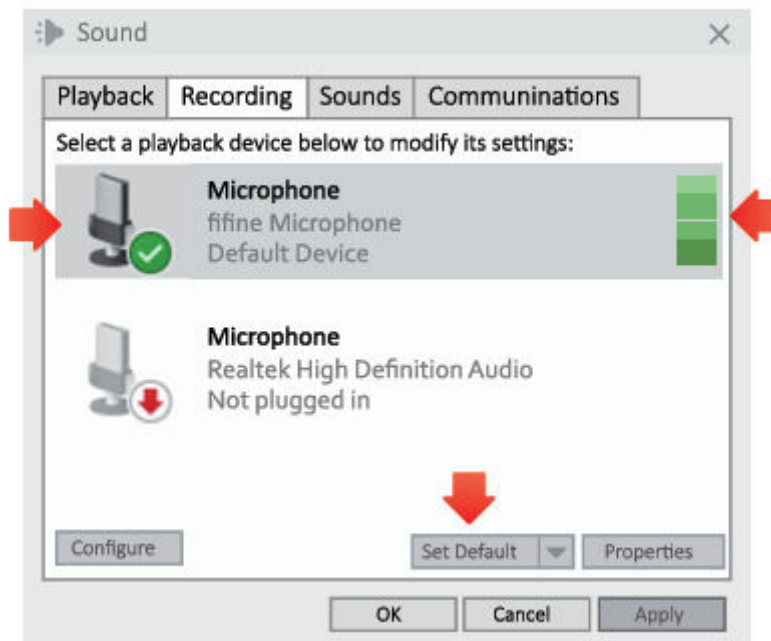 Sound
Playback Recording Sounds Communinations
Select a playback device below to modify its settings:
Microphone
fifine Microphone
Default Device
Microphone
Realtek High Definition Audio
Not plugged in
Configure Set Default Properties
OK Cancel Apply